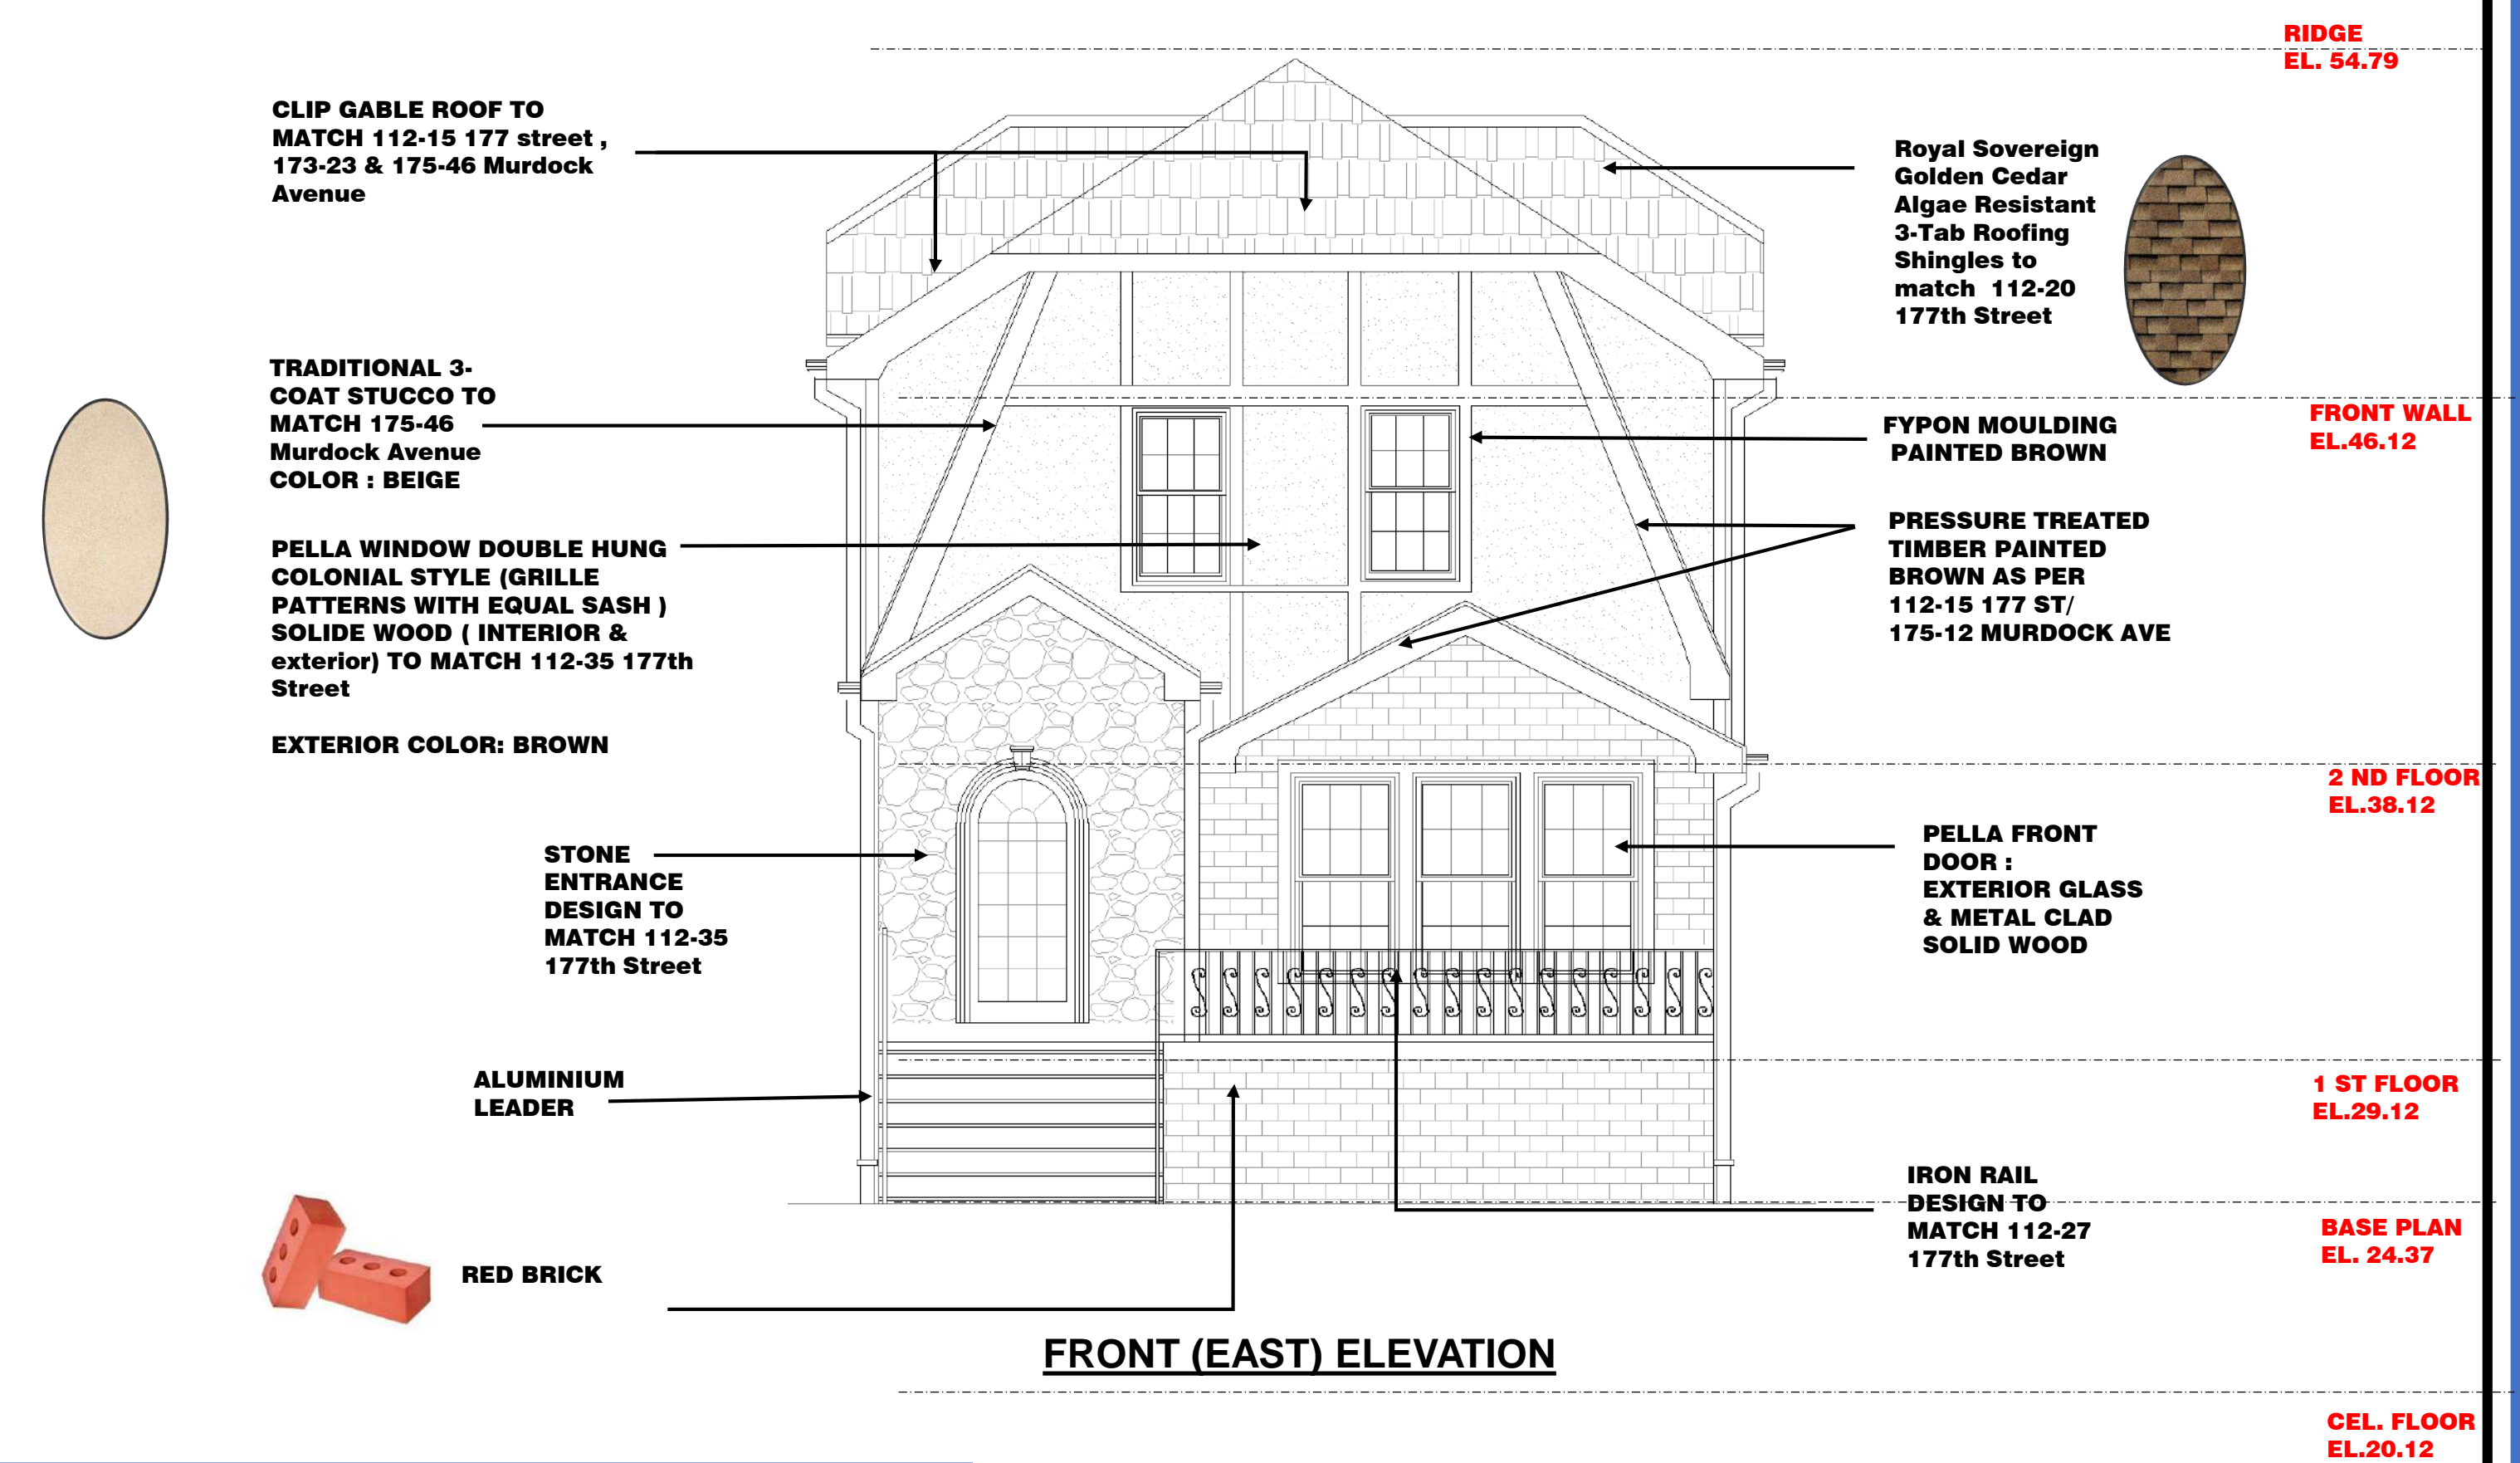 RIDGE
EL. 54.79
CLIP GABLE ROOF TO
MATCH 112-15 177 street ,
173-23 & 175-46 Murdock
Avenue
Royal Sovereign
Golden Cedar
Algae Resistant
3-Tab Roofing
Shingles to
match 112-20
177th Street
TRADITIONAL 3-
COAT STUCCO TO
MATCH 175-46
Murdock Avenue
COLOR : BEIGE
FYPON MOULDING
PAINTED BROWN
FRONT WALL
EL.46.12
PELLA WINDOW DOUBLE HUNG
COLONIAL STYLE (GRILLE
PATTERNS WITH EQUAL SASH )
SOLIDE WOOD ( INTERIOR &
exterior) TO MATCH 112-35 177th
Street
EXTERIOR COLOR: BROWN
PRESSURE TREATED
TIMBER PAINTED
BROWN AS PER
112-15 177 ST/
175-12 MURDOCK AVE
2 ND FLOOR
EL.38.12
STONE
ENTRANCE
DESIGN TO
MATCH 112-35
177th Street
PELLA FRONT
DOOR :
EXTERIOR GLASS
& METAL CLAD
SOLID WOOD
ALUMINIUM
LEADER
1 ST FLOOR
EL.29.12
IRON RAIL
DESIGN TO
MATCH 112-27
177th Street
BASE PLAN
EL. 24.37
RED BRICK
FRONT (EAST) ELEVATION
CEL. FLOOR
EL.20.12